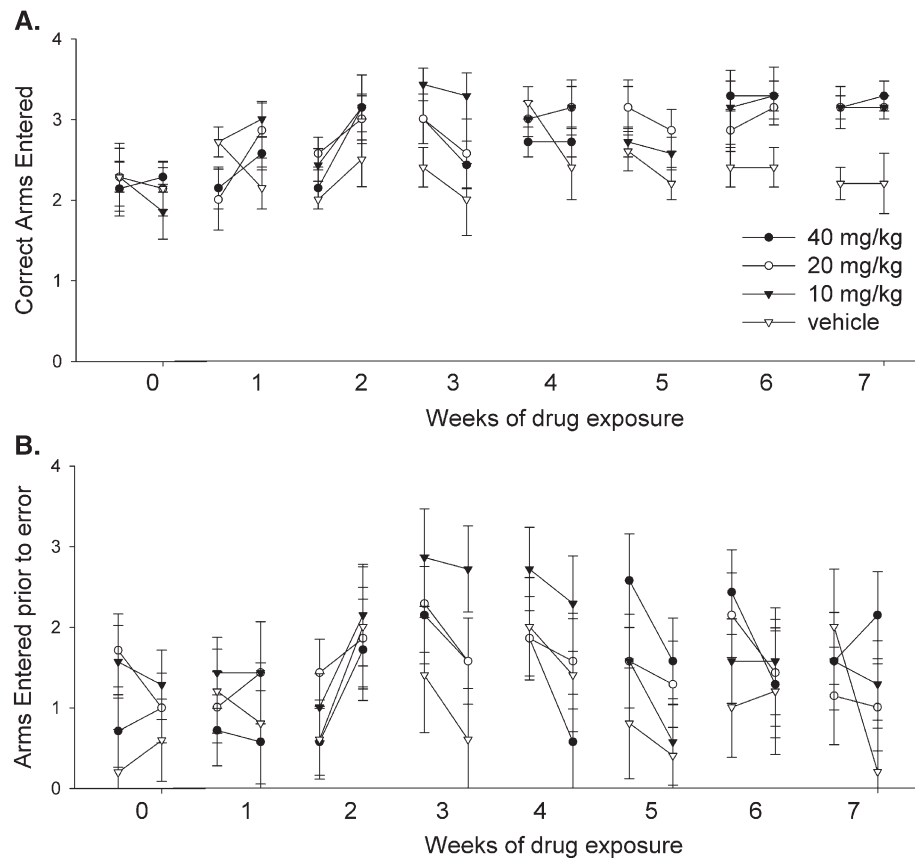 A.
4
3
2
1
0
Correct Arms Entered
40 mg/kg
20 mg/kg
10 mg/kg
vehicle
0 1 2 3 4 5 6 7
Weeks of drug exposure
B.
4
3
2
1
0
Arms Entered prior to error
0 1 2 3 4 5 6 7
Weeks of drug exposure